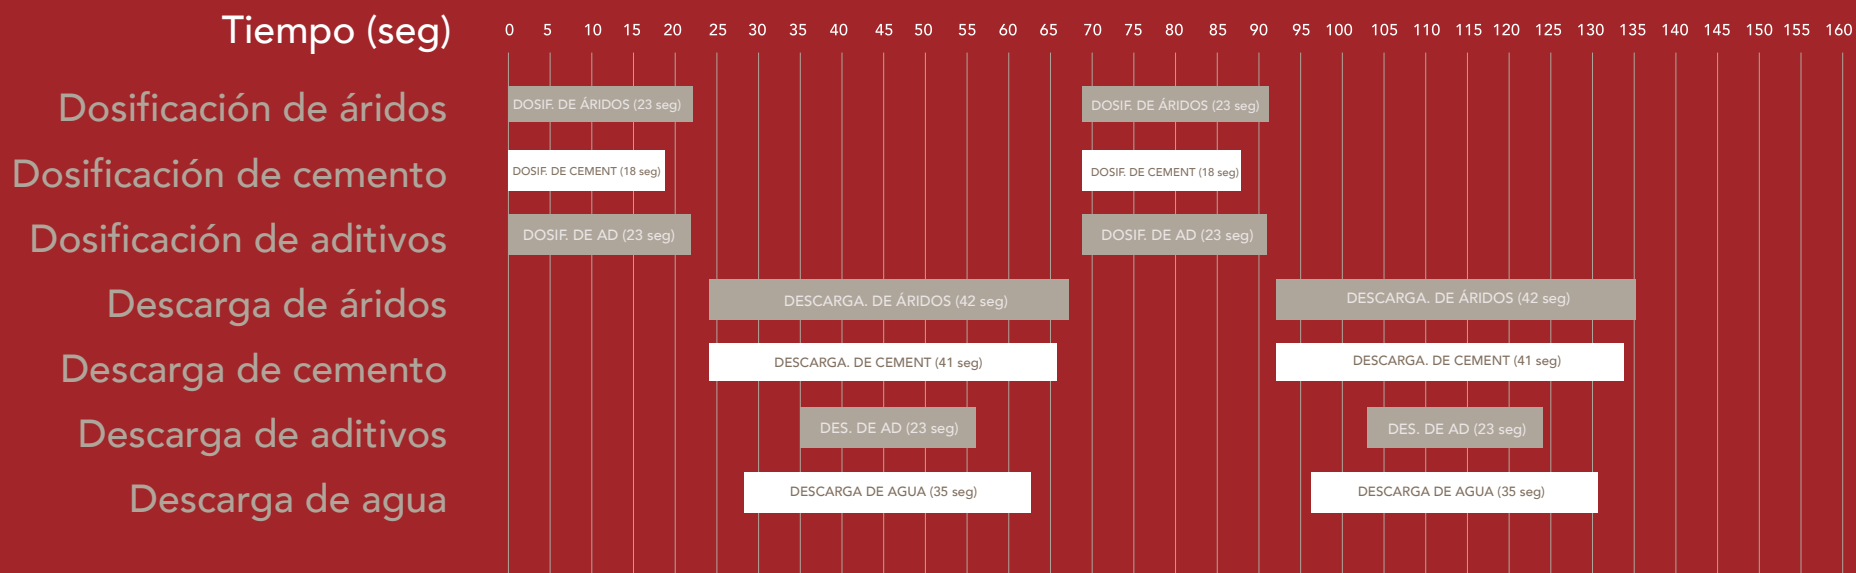 Tiempo (seg) 0 5 10 15 20 25 30 35 40 45 50 55 60 65 70 75 80 85 90 95 100 105 110 115 120 125 130 135 140 145 150 155 160
Dosificación de áridos DOSIF. DE ÁRIDOS (23 seg) DOSIF. DE ÁRIDOS (23 seg)
Dosificación de cemento DOSIF. DE CEMENT (18 seg) DOSIF. DE CEMENT (18 seg)
Dosificación de aditivos DOSIF. DE AD (23 seg) DOSIF. DE AD (23 seg)
Descarga de áridos DESCARGA. DE ÁRIDOS (42 seg) DESCARGA. DE ÁRIDOS (42 seg)
Descarga de cemento DESCARGA. DE CEMENT (41 seg) DESCARGA. DE CEMENT (41 seg)
Descarga de aditivos DES. DE AD (23 seg) DES. DE AD (23 seg)
Descarga de agua DESCARGA DE AGUA (35 seg) DESCARGA DE AGUA (35 seg)